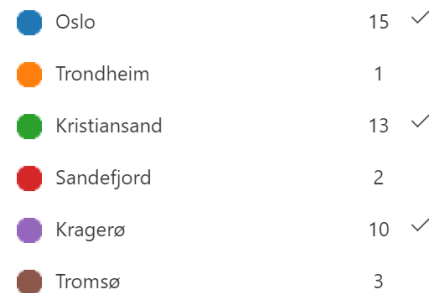 Oslo 15
Trondheim 1
Kristiansand 13
Sandefjord 2
Kragerø 10
Tromsø 3